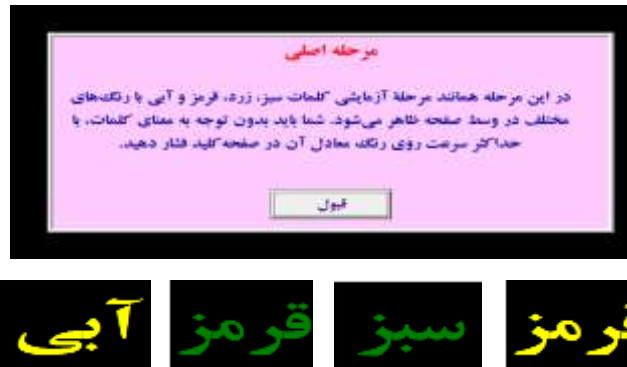 مرحله اصلی
در این مرحله همانند مرحلهٔ آزمایشی کلمات سبز، زرد، قرمز و آبی با رنگ‌های
مختلف در وسط صفحه ظاهر می‌شود. شما باید بدون توجه به معنای کلمات، با
حداکثر سرعت روی رنگ معادل آن در صفحه کلید فشار دهید.
قبول
قرمز سبز قرمز آبی